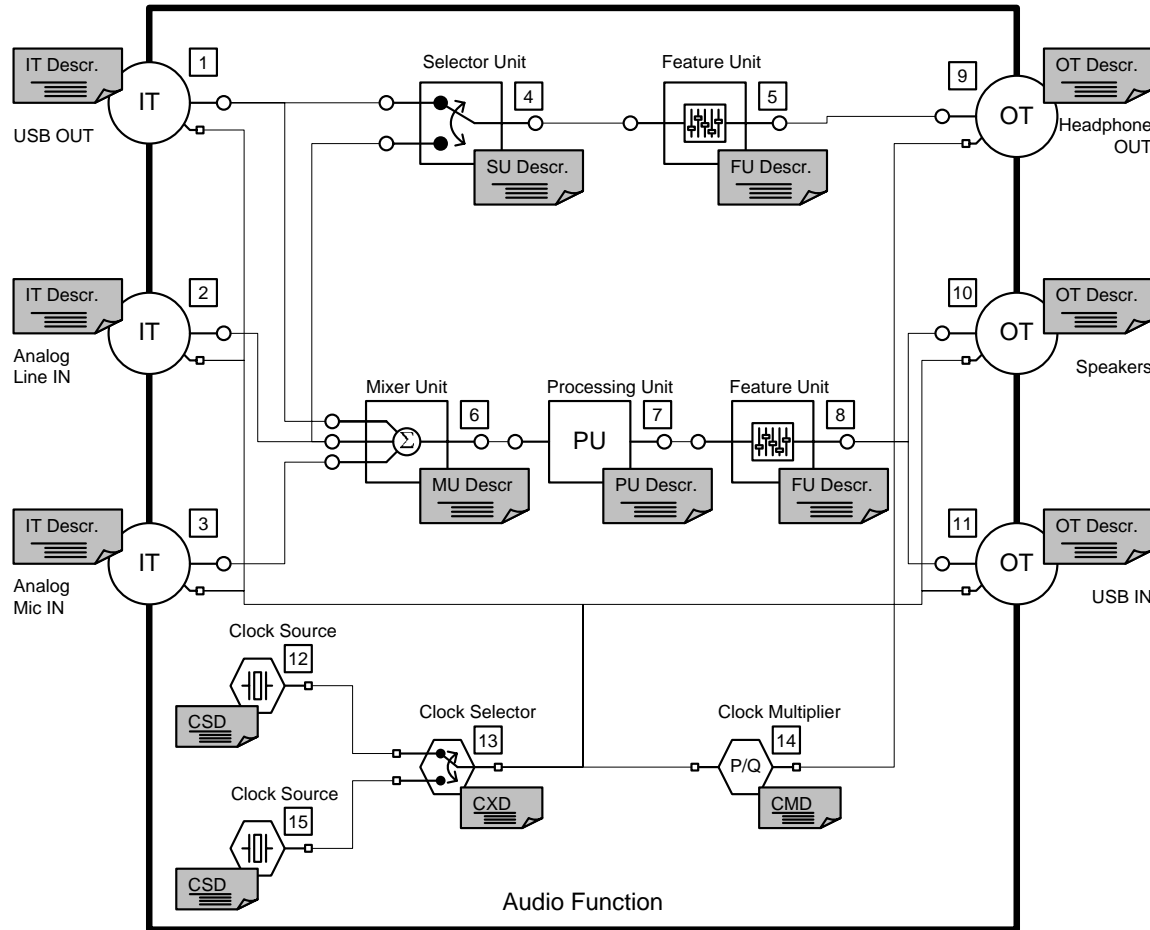 IT Descr.
1
IT
USB OUT
Selector Unit
4
SU Descr.
Feature Unit
5
FU Descr.
9
OT Descr.
OT
Headphone
OUT
IT Descr.
2
IT
Analog
Line IN
10
OT Descr.
OT
Speakers
Mixer Unit
6
Σ
MU Descr
Processing Unit
7
PU
PU Descr.
Feature Unit
8
FU Descr.
IT Descr.
3
IT
Analog
Mic IN
11
OT Descr.
OT
USB IN
Clock Source
12
CSD
Clock Selector
13
CXD
Clock Multiplier
14
P/Q
CMD
Clock Source
15
CSD
Audio Function